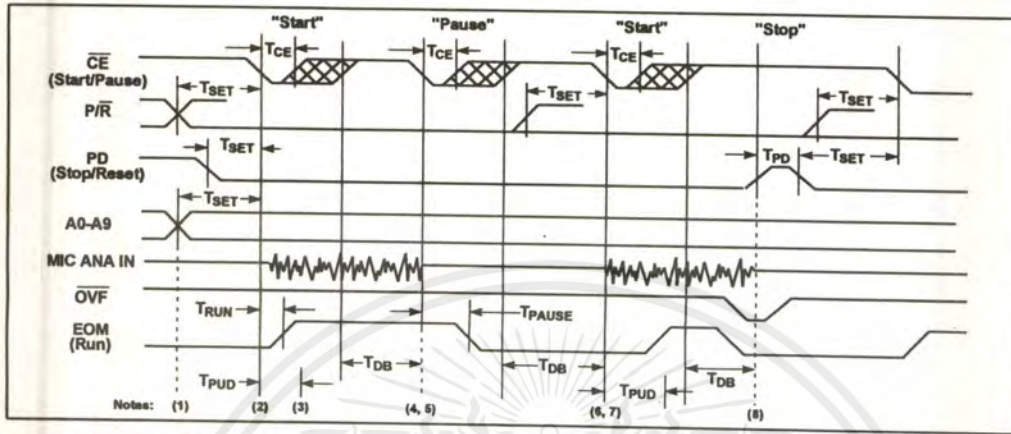 "Start" "Pause" "Start" "Stop"
TCE TCE TCE
CE
(Start/Pause)
TSET TSET TSET
P/R
TSET TPD TSET
PD
(Stop/Reset)
TSET
A0-A9
MIC ANA IN
OVF
TRUN TPAUSE
EOM
(Run)
TDB TDB TDB
TPUD TPUD
Notes: (1) (2) (3) (4, 5) (6, 7) (8)